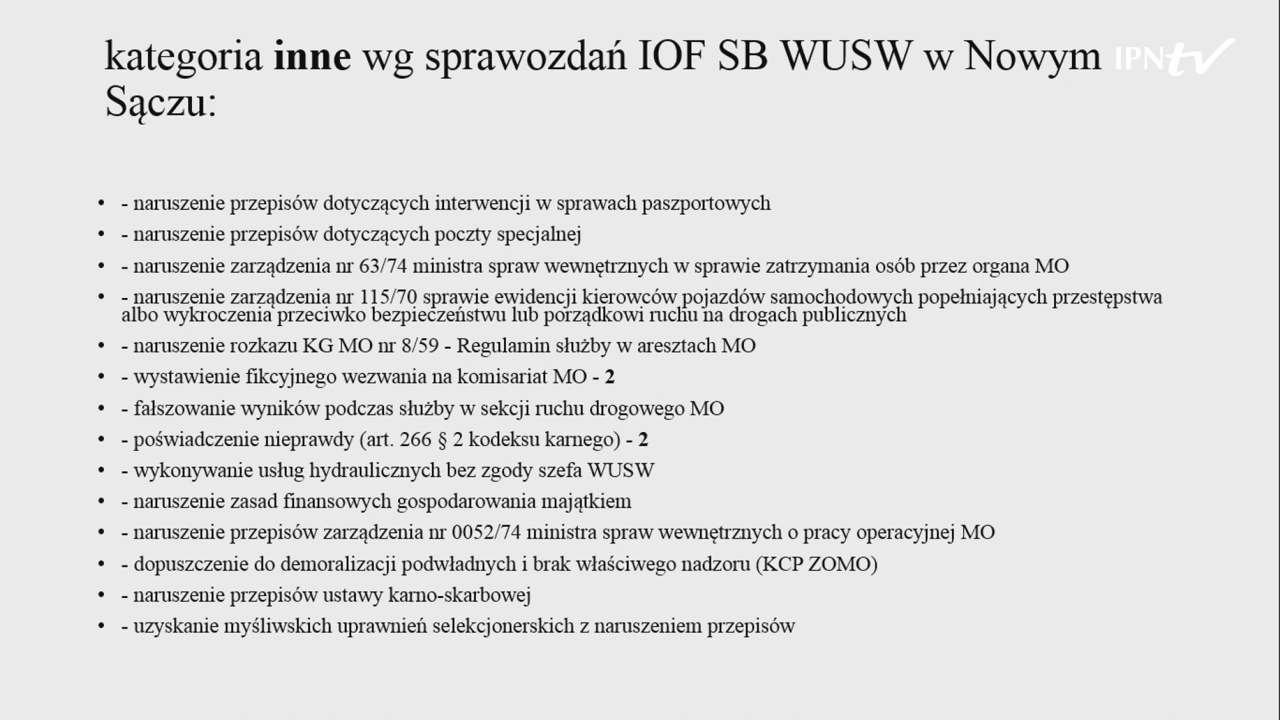 kategoria inne wg sprawozdań IOF SB WUSW w Nowym
Sączu:
IPNtv
• - naruszenie przepisów dotyczących interwencji w sprawach paszportowych
• - naruszenie przepisów dotyczących poczty specjalnej
• - naruszenie zarządzenia nr 63/74 ministra spraw wewnętrznych w sprawie zatrzymania osób przez organa MO
• - naruszenie zarządzenia nr 115/70 sprawie ewidencji kierowców pojazdów samochodowych popełniających przestępstwa
albo wykroczenia przeciwko bezpieczeństwu lub porządkowi ruchu na drogach publicznych
• - naruszenie rozkazu KG MO nr 8/59 - Regulamin służby w aresztach MO
• - wystawienie fikcyjnego wezwania na komisariat MO - 2
• - fałszowanie wyników podczas służby w sekcji ruchu drogowego MO
• - poświadczenie nieprawdy (art. 266 § 2 kodeksu karnego) - 2
• - wykonywanie usług hydraulicznych bez zgody szefa WUSW
• - naruszenie zasad finansowych gospodarowania majątkiem
• - naruszenie przepisów zarządzenia nr 0052/74 ministra spraw wewnętrznych o pracy operacyjnej MO
• - dopuszczenie do demoralizacji podwładnych i brak właściwego nadzoru (KCP ZOMO)
• - naruszenie przepisów ustawy karno-skarbowej
• - uzyskanie myśliwskich uprawnień selekcjonerskich z naruszeniem przepisów